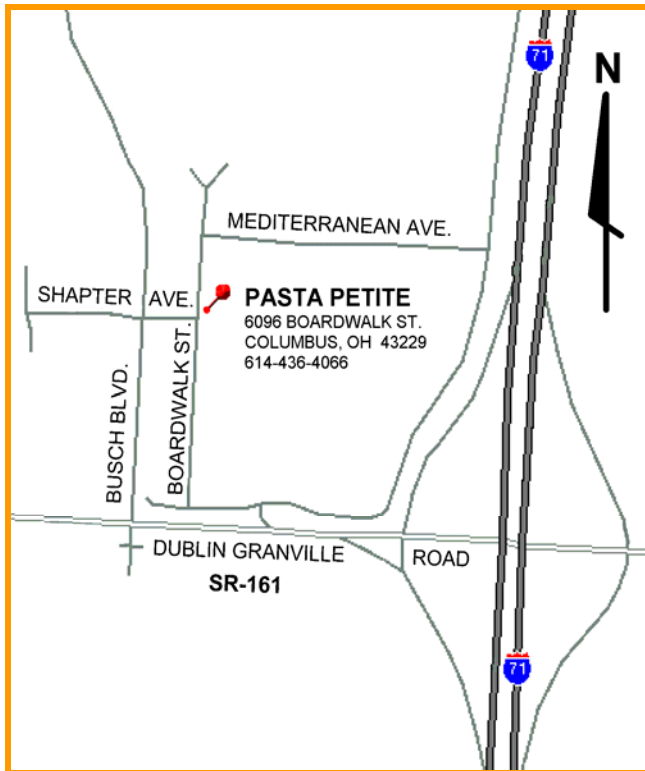 71
N
MEDITERRANEAN AVE.
SHAPTER AVE.
PASTA PETITE
6096 BOARDWALK ST.
COLUMBUS, OH 43229
614-436-4066
BUSCH BLVD.
BOARDWALK ST.
DUBLIN GRANVILLE ROAD
SR-161
71